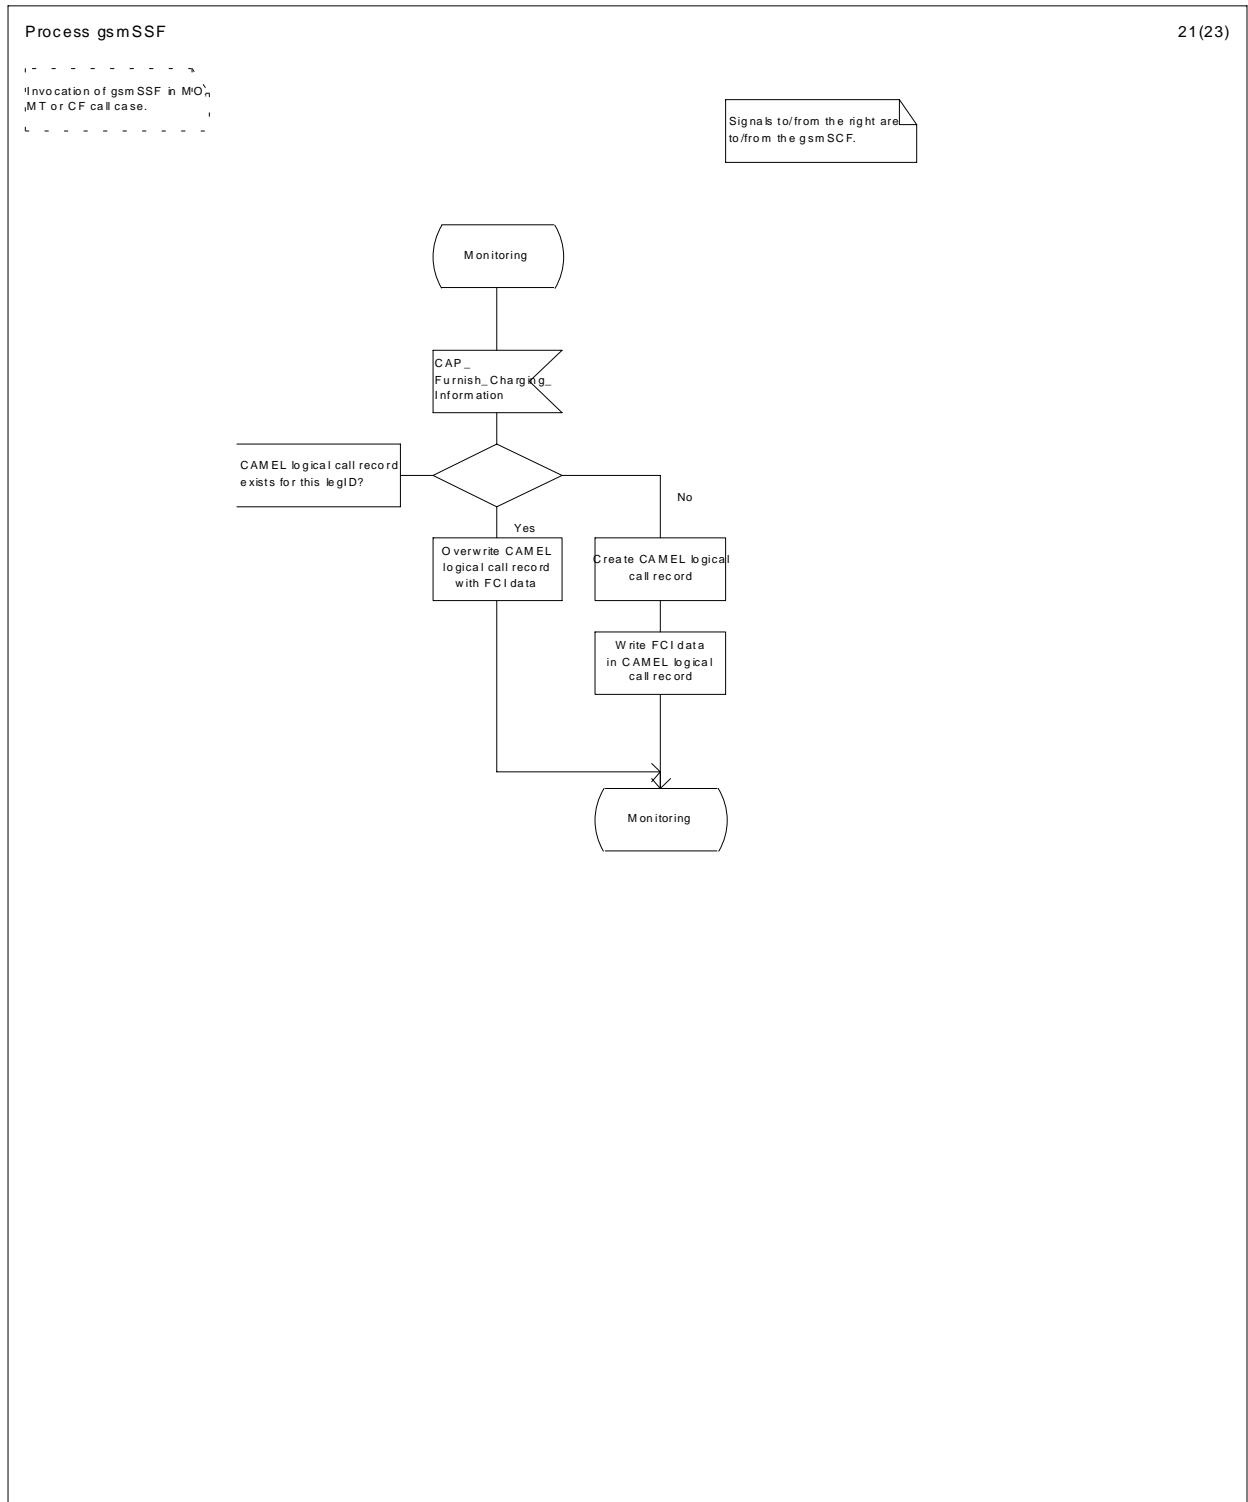 Process gsmSSF
21(23)
Invocation of gsmSSF in MO,
MT or CF call case.
Signals to/from the right are
to/from the gsmSCF.
Monitoring
CAP_
Furnish_Charging_
Information
CAMEL logical call record
exists for this legID?
No
Yes
Overwrite CAMEL
logical call record
with FCI data
Create CAMEL logical
call record
Write FCI data
in CAMEL logical
call record
Monitoring